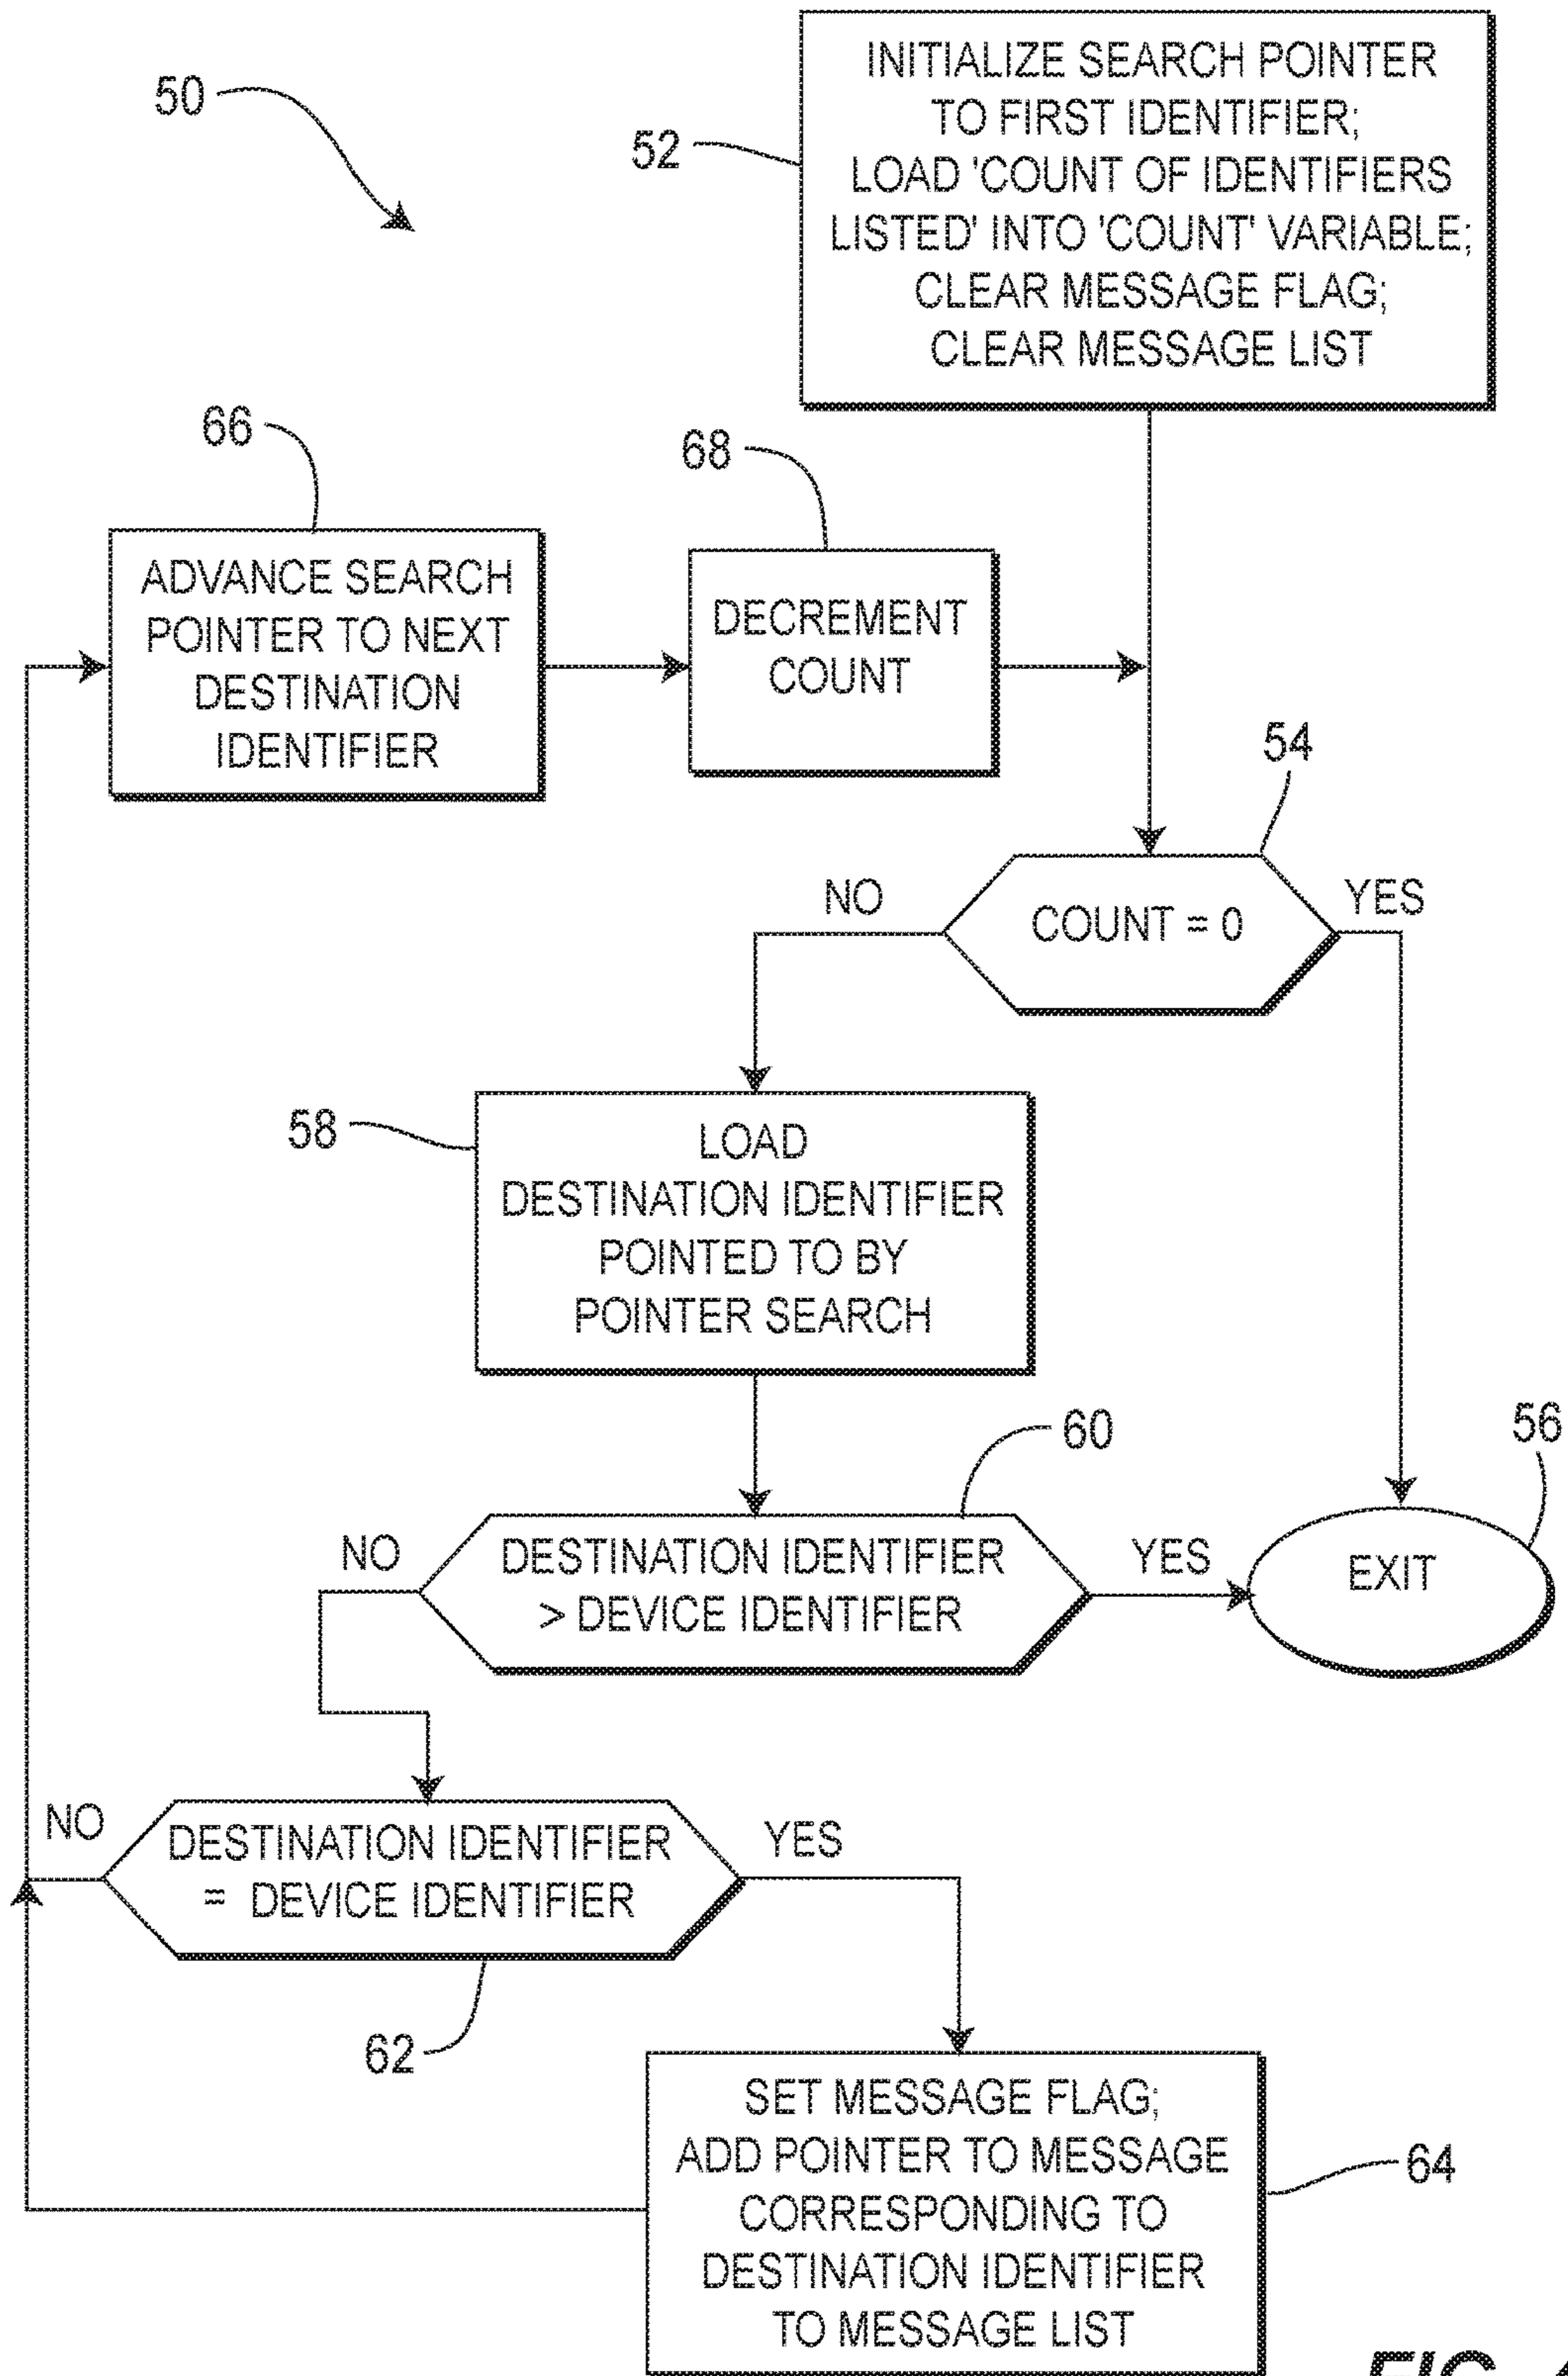 50
52
INITIALIZE SEARCH POINTER
TO FIRST IDENTIFIER;
LOAD 'COUNT OF IDENTIFIERS
LISTED' INTO 'COUNT' VARIABLE;
CLEAR MESSAGE FLAG;
CLEAR MESSAGE LIST
66
ADVANCE SEARCH
POINTER TO NEXT
DESTINATION
IDENTIFIER
68
DECREMENT
COUNT
54
NO
COUNT = 0
YES
58
LOAD
DESTINATION IDENTIFIER
POINTED TO BY
POINTER SEARCH
60
56
NO
DESTINATION IDENTIFIER
> DEVICE IDENTIFIER
YES
EXIT
NO
DESTINATION IDENTIFIER
= DEVICE IDENTIFIER
YES
62
SET MESSAGE FLAG;
ADD POINTER TO MESSAGE
CORRESPONDING TO
DESTINATION IDENTIFIER
TO MESSAGE LIST
64
FIG